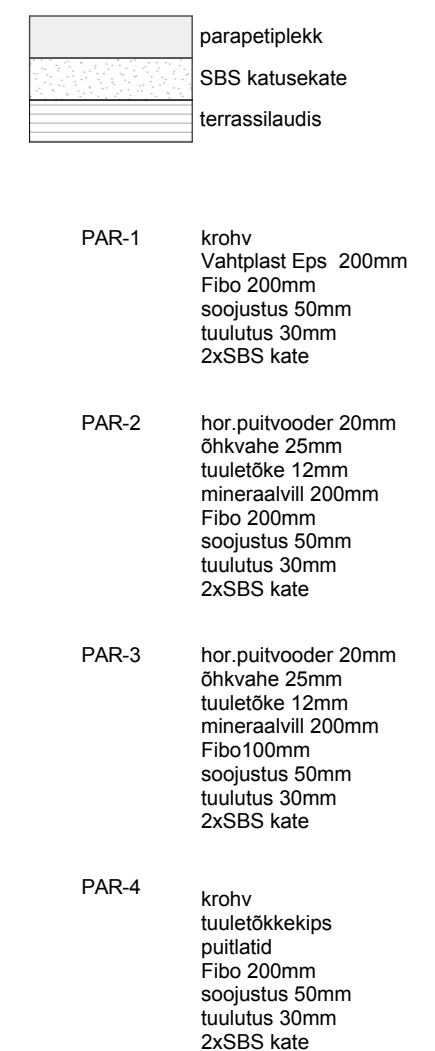 parapetiplekk
SBS katusekate
terrassilaudis
PAR-1 krohv
Vahtplast Eps 200mm
Fibo 200mm
soojustus 50mm
tuulutus 30mm
2xSBS kate
PAR-2 hor.puitvooder 20mm
õhkvahe 25mm
tuuletõke 12mm
mineraalvill 200mm
Fibo 200mm
soojustus 50mm
tuulutus 30mm
2xSBS kate
PAR-3 hor.puitvooder 20mm
õhkvahe 25mm
tuuletõke 12mm
mineraalvill 200mm
Fibo100mm
soojustus 50mm
tuulutus 30mm
2xSBS kate
PAR-4 krohv
tuuletõkkekips
puitlatid
Fibo 200mm
soojustus 50mm
tuulutus 30mm
2xSBS kate